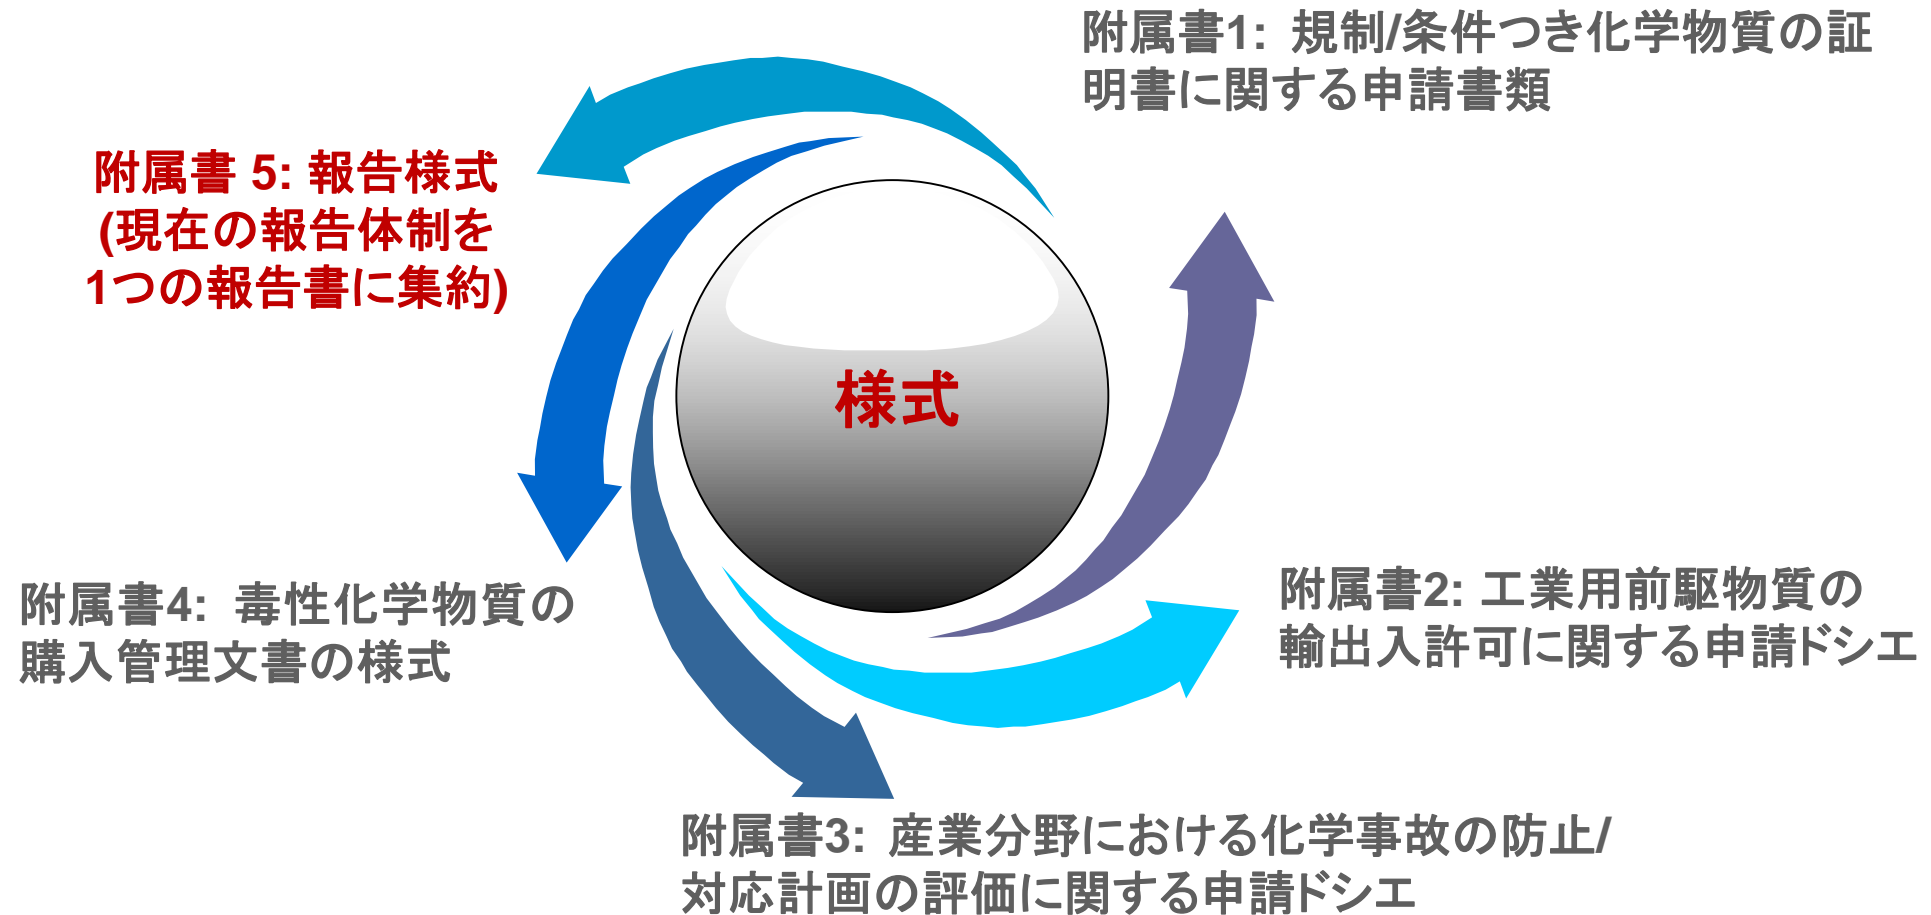 附属書1: 規制/条件つき化学物質の証
明書に関する申請書類
附属書 5: 報告様式
(現在の報告体制を
1つの報告書に集約)
様式
附属書2: 工業用前駆物質の
輸出入許可に関する申請ドシエ
附属書4: 毒性化学物質の
購入管理文書の様式
附属書3: 産業分野における化学事故の防止/
対応計画の評価に関する申請ドシエ